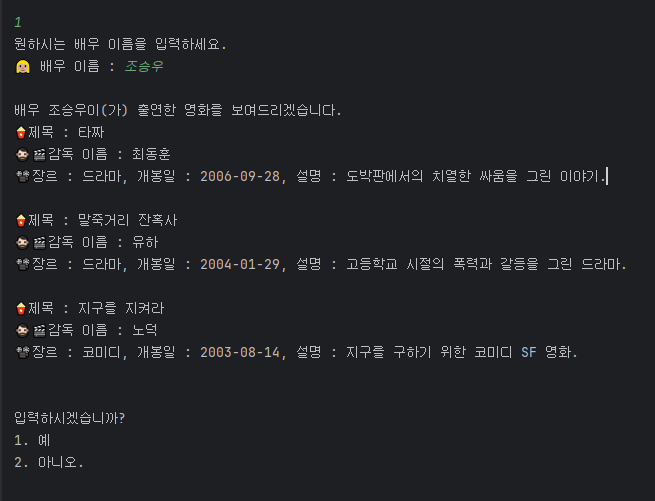 1
원하시는 배우 이름을 입력하세요.
👩🏼 배우 이름 : 조승우
배우 조승우이(가) 출연한 영화를 보여드리겠습니다.
🍿제목 : 타짜
🧔🏻🎬감독 이름 : 최동훈
📽장르 : 드라마, 개봉일 : 2006-09-28, 설명 : 도박판에서의 치열한 싸움을 그린 이야기.
🍿제목 : 말죽거리 잔혹사
🧔🏻🎬감독 이름 : 유하
📽장르 : 드라마, 개봉일 : 2004-01-29, 설명 : 고등학교 시절의 폭력과 갈등을 그린 드라마.
🍿제목 : 지구를 지켜라
🧔🏻🎬감독 이름 : 노덕
📽장르 : 코미디, 개봉일 : 2003-08-14, 설명 : 지구를 구하기 위한 코미디 SF 영화.
입력하시겠습니까?
1. 예
2. 아니오.